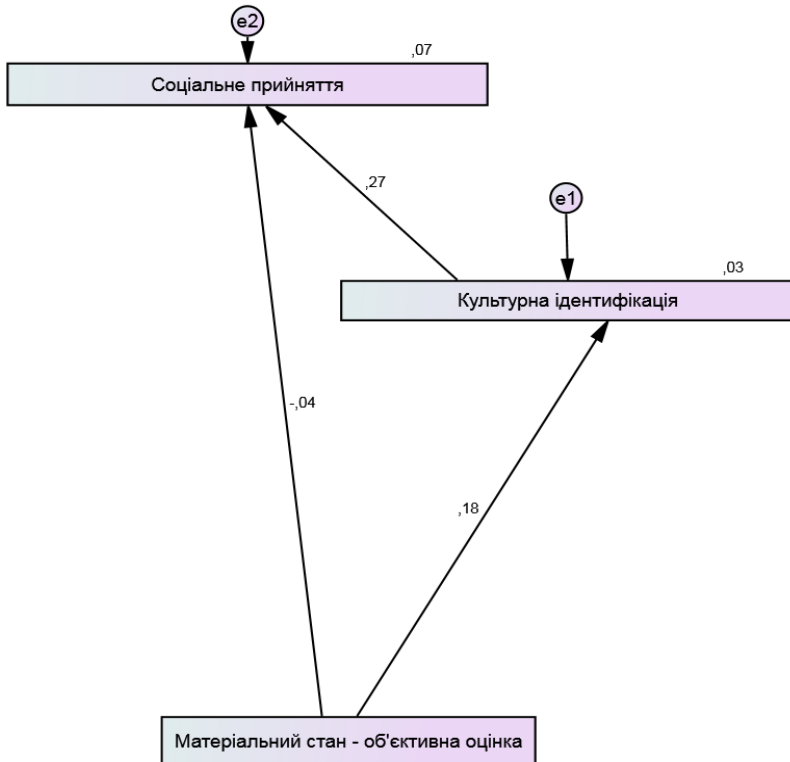 e2
,07
Соціальне прийняття
,27
e1
,03
Культурна ідентифікація
-,04
,18
Матеріальний стан - об'єктивна оцінка